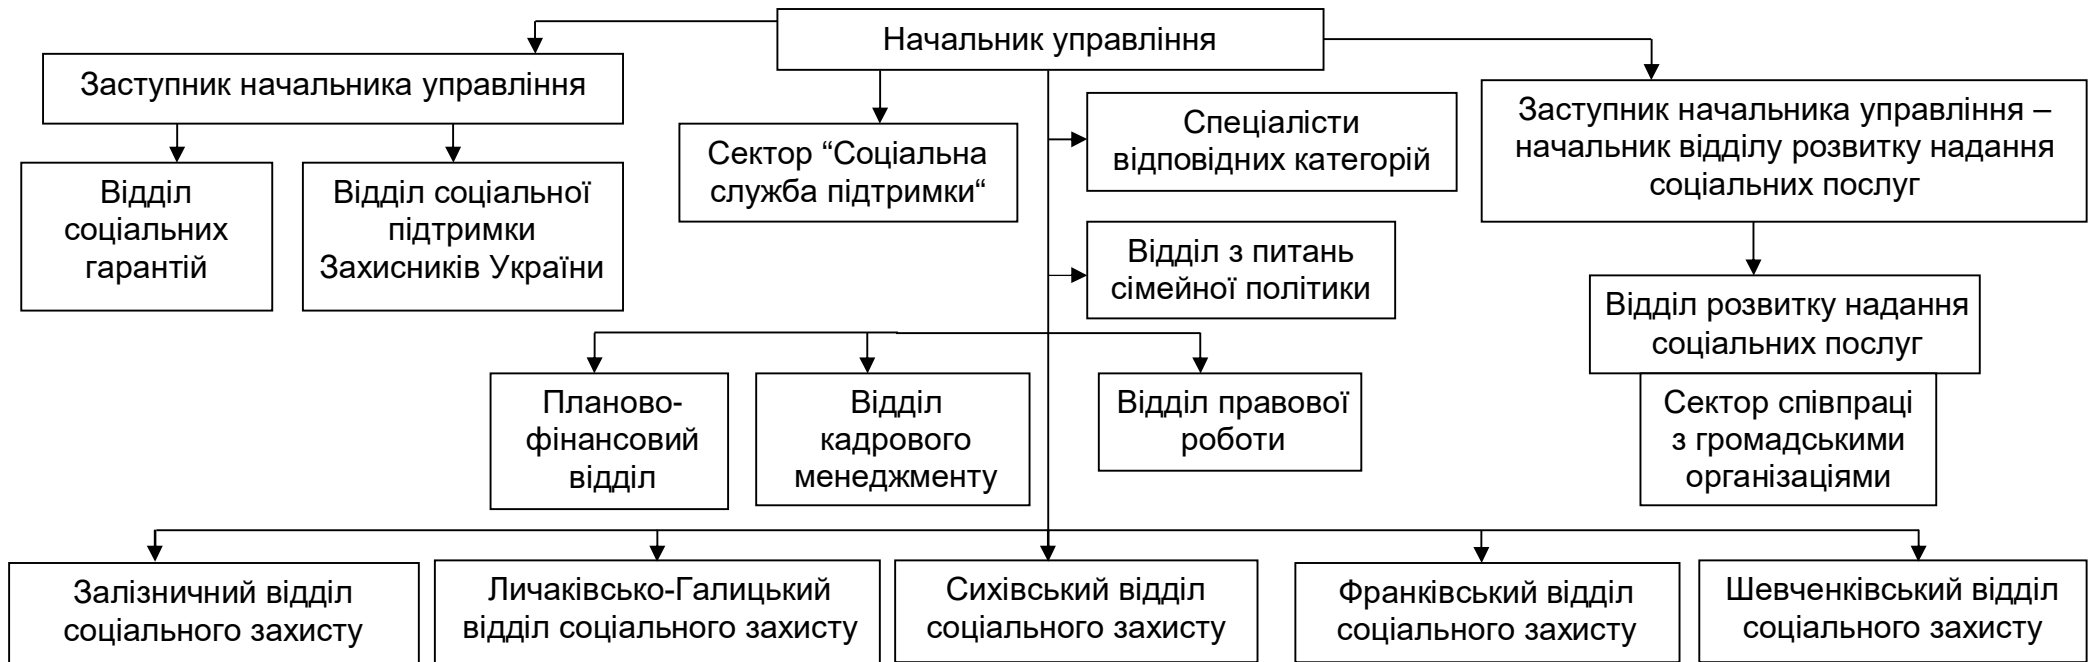 Начальник управління
Заступник начальника управління
Заступник начальника управління –
начальник відділу розвитку надання
соціальних послуг
Сектор “Соціальна
служба підтримки“
Спеціалісти
відповідних категорій
Відділ
соціальних
гарантій
Відділ соціальної
підтримки
Захисників України
Відділ з питань
сімейної політики
Відділ розвитку надання
соціальних послуг
Планово-
фінансовий
відділ
Відділ
кадрового
менеджменту
Відділ правової
роботи
Сектор співпраці
з громадськими
організаціями
Залізничний відділ
соціального захисту
Личаківсько-Галицький
відділ соціального захисту
Сихівський відділ
соціального захисту
Франківський відділ
соціального захисту
Шевченківський відділ
соціального захисту